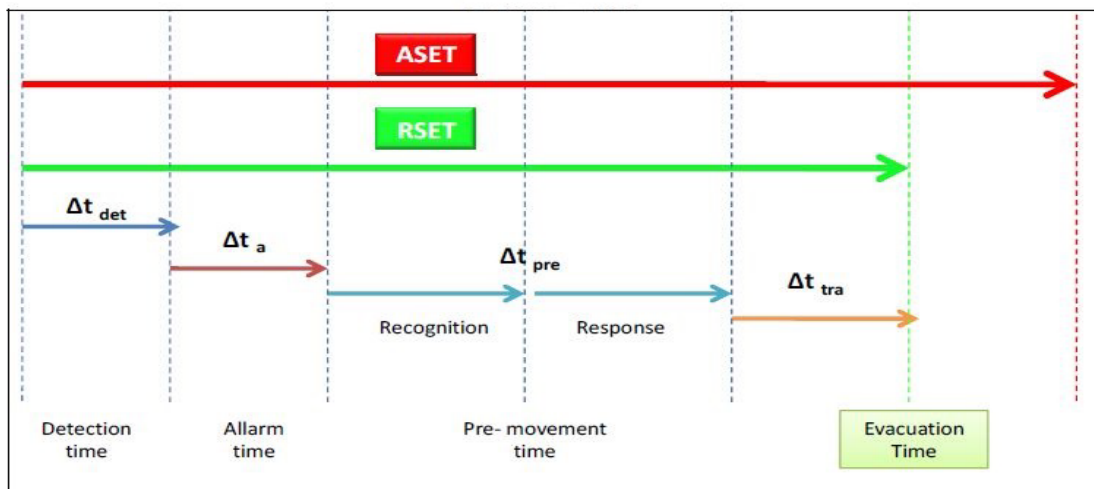 ASET
RSET
Δt det
Δt a
Δt pre
Δt tra
Recognition
Response
Detection
time
Allarm
time
Pre- movement
time
Evacuation
Time